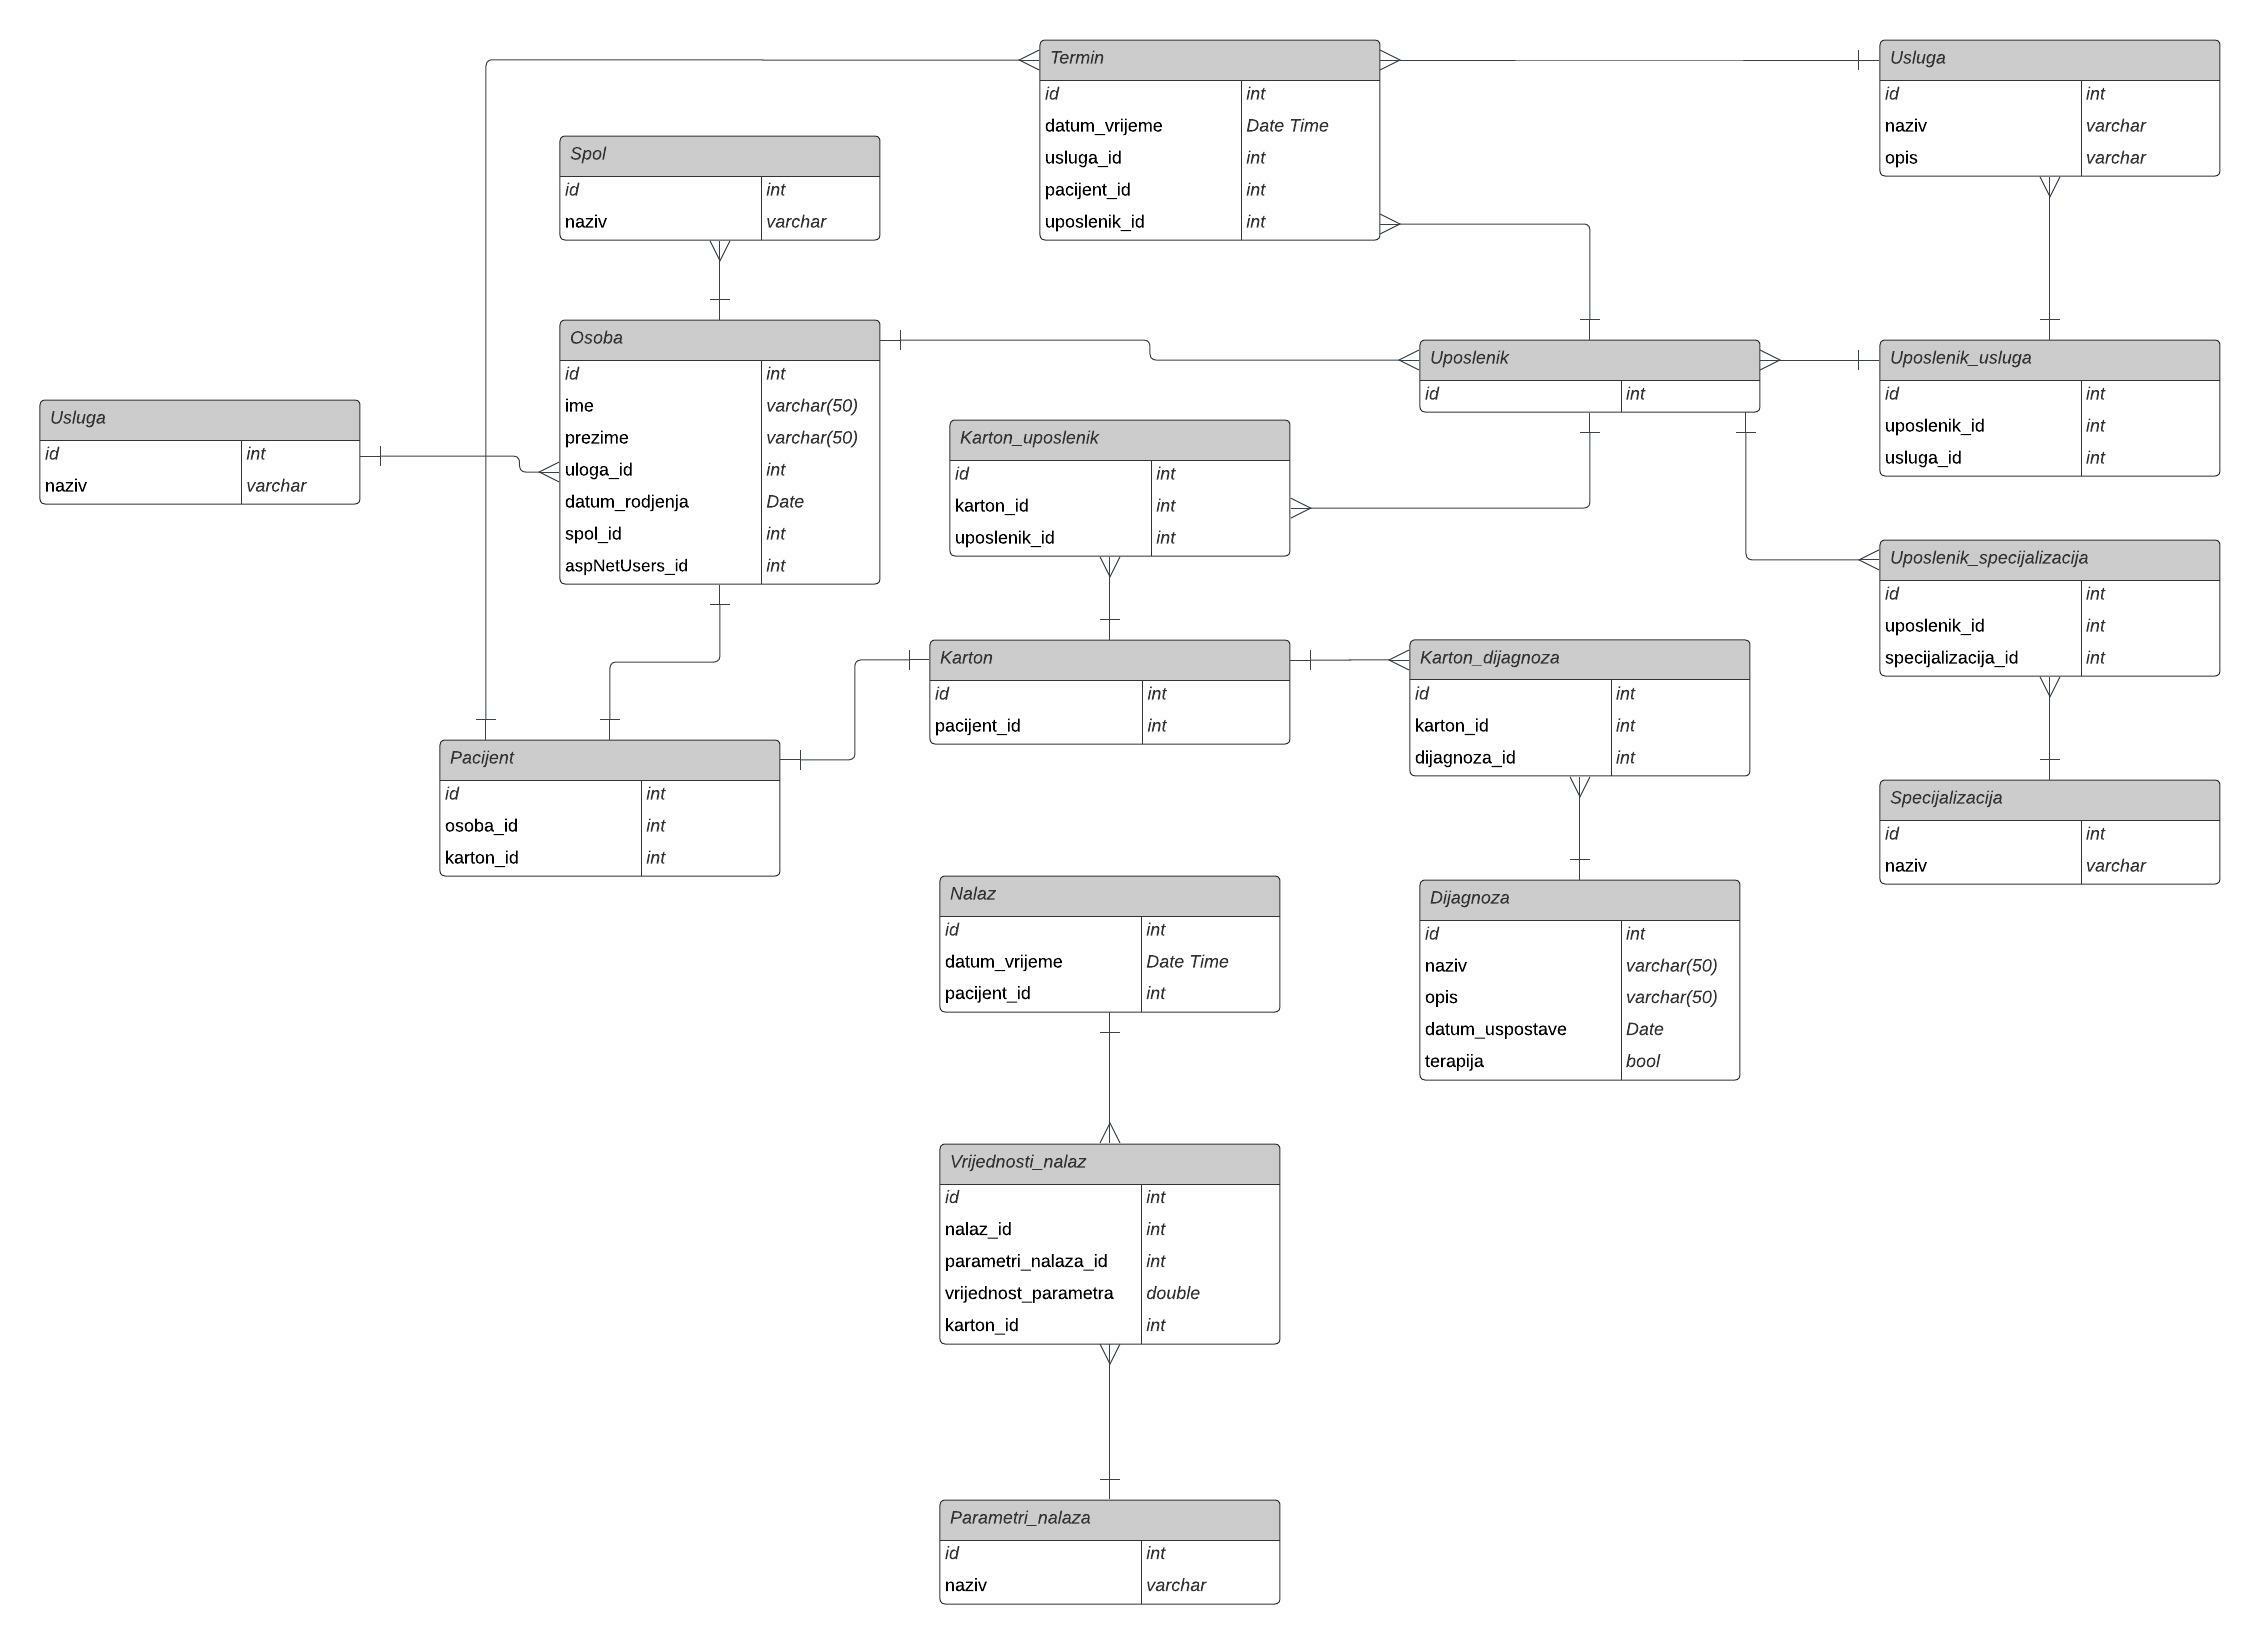 Termin
id int
datum_vrijeme Date Time
usluga_id int
pacijent_id int
uposlenik_id int
Usluga
id int
naziv varchar
opis varchar
Spol
id int
naziv varchar
Osoba
id int
ime varchar(50)
prezime varchar(50)
uloga_id int
datum_rodjenja Date
spol_id int
aspNetUsers_id int
Uposlenik
id int
Uposlenik_usluga
id int
uposlenik_id int
usluga_id int
Usluga
id int
naziv varchar
Karton_uposlenik
id int
karton_id int
uposlenik_id int
Uposlenik_specijalizacija
id int
uposlenik_id int
specijalizacija_id int
Karton
id int
pacijent_id int
Karton_dijagnoza
id int
karton_id int
dijagnoza_id int
Pacijent
id int
osoba_id int
karton_id int
Specijalizacija
id int
naziv varchar
Nalaz
id int
datum_vrijeme Date Time
pacijent_id int
Dijagnoza
id int
naziv varchar(50)
opis varchar(50)
datum_uspostave Date
terapija bool
Vrijednosti_nalaz
id int
nalaz_id int
parametri_nalaza_id int
vrijednost_parametra double
karton_id int
Parametri_nalaza
id int
naziv varchar